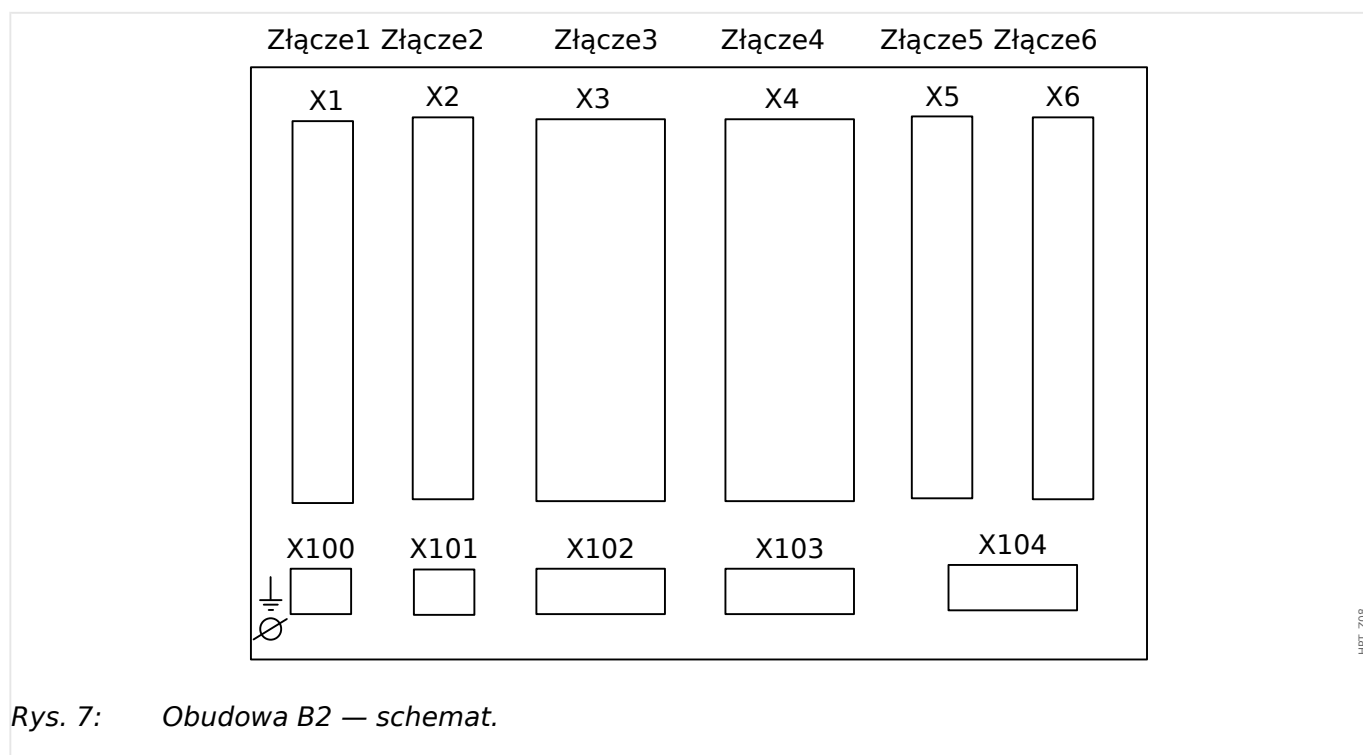 Złącze1 Złącze2 Złącze3 Złącze4 Złącze5 Złącze6
X1 X2 X3 X4 X5 X6
X100 X101 X102 X103 X104
Rys. 7: Obudowa B2 — schemat.